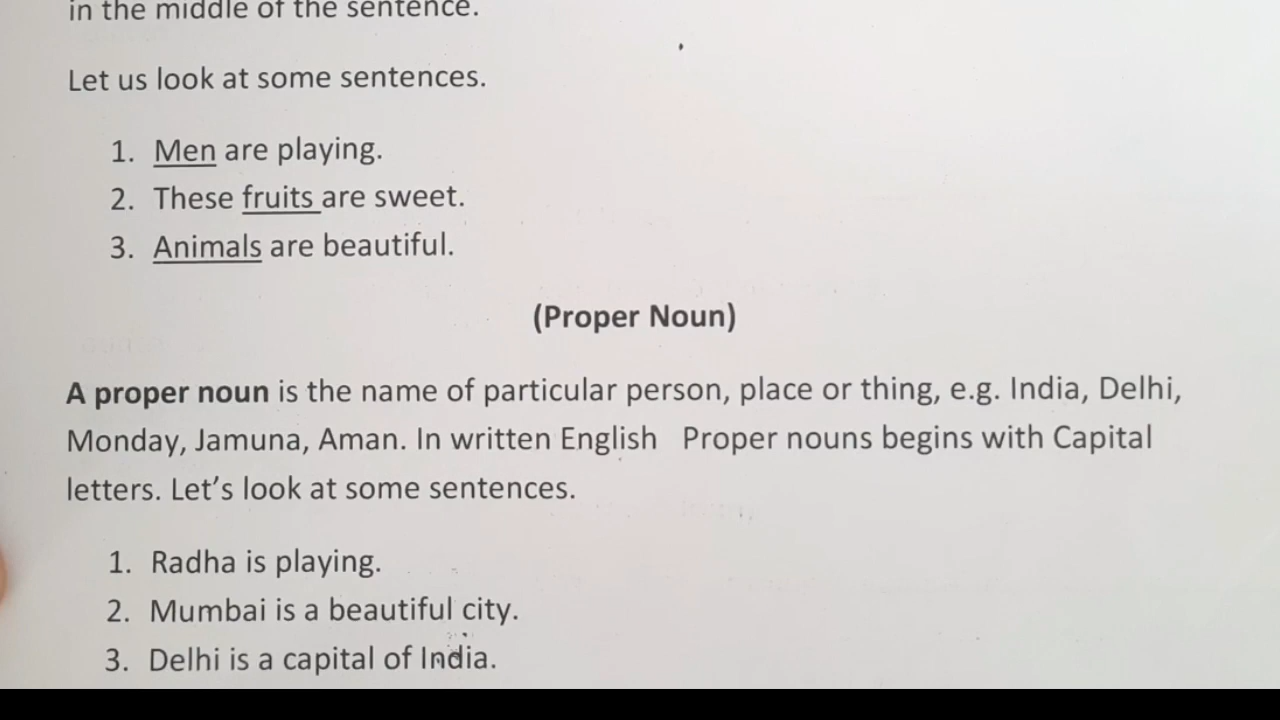 in the middle of the sentence.
Let us look at some sentences.
1. Men are playing.
2. These fruits are sweet.
3. Animals are beautiful.
(Proper Noun)
A proper noun is the name of particular person, place or thing, e.g. India, Delhi,
Monday, Jamuna, Aman. In written English   Proper nouns begins with Capital
letters. Let’s look at some sentences.
1. Radha is playing.
2. Mumbai is a beautiful city.
3. Delhi is a capital of India.